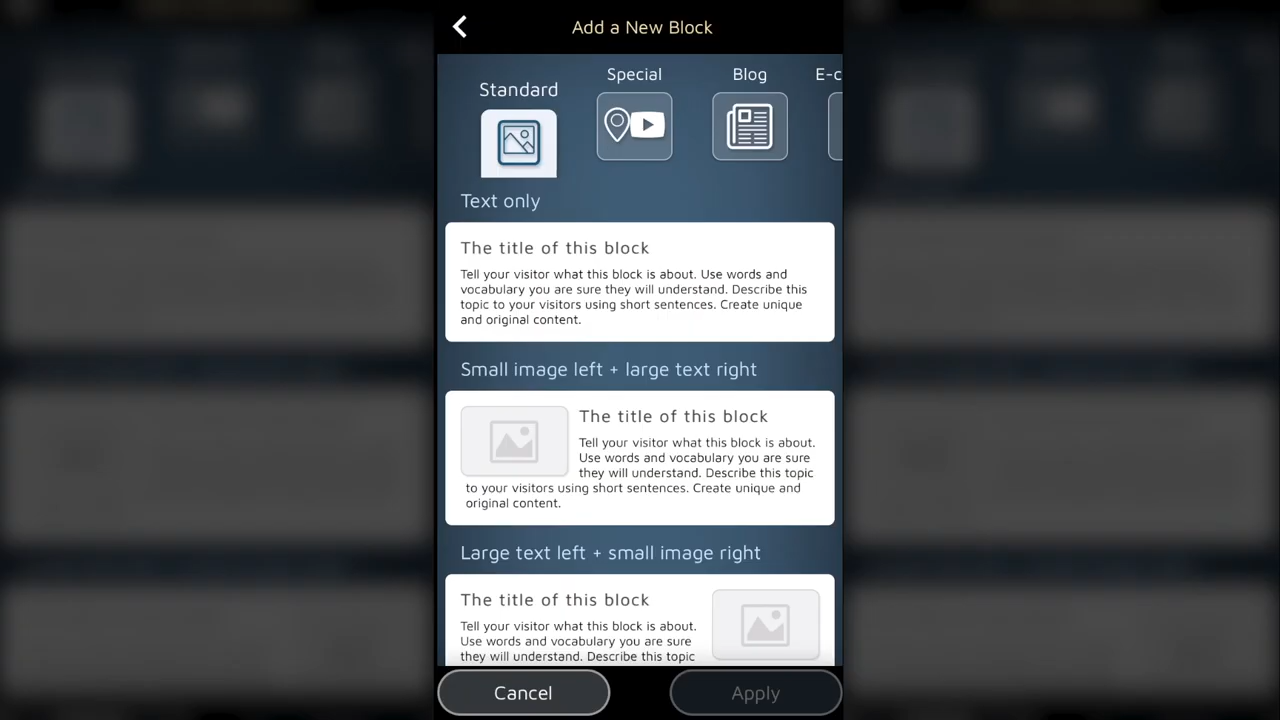 Add a New Block
Standard
Special
Blog
E-c
Text only
The title of this block
Tell your visitor what this block is about. Use words and
vocabulary you are sure they will understand. Describe this
topic to your visitors using short sentences. Create unique
and original content.
Small image left + large text right
The title of this block
Tell your visitor what this block is about.
Use words and vocabulary you are sure
they will understand. Describe this topic
to your visitors using short sentences. Create unique and
original content.
Large text left + small image right
The title of this block
Tell your visitor what this block is about.
Use words and vocabulary you are sure
they will understand. Describe this topic
Cancel
Apply